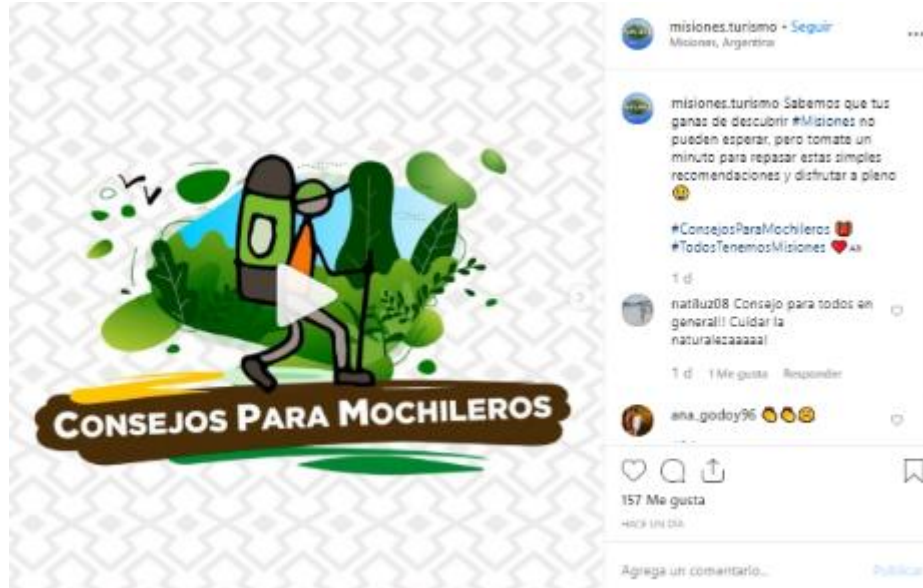 CONSEJOS PARA MOCHILEROS
misiones.turismo • Seguir
Misiones, Argentina
misiones.turismo Sabemos que tus
ganas de descubrir #Misiones no
pueden esperar, pero tomate un
minuto para repasar estas simples
recomendaciones y disfrutar a pleno
#ConsejosParaMochileros
#TodosTenemosMisiones
1 d
natiluz08 Consejo para todos en
general!! Cuidar la
naturalezaaaaa!
1 d 1 Me gusta Responder
ana_godoy96
157 Me gusta
HACE UN DÍA
Agrega un comentario... Publicar